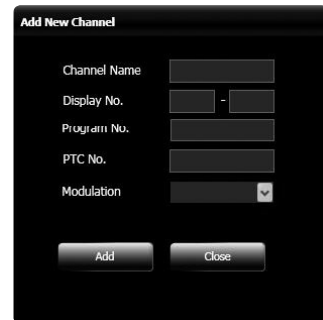 Add New Channel
Channel Name
Display No.
-
Program No.
PTC No.
Modulation
Add
Close